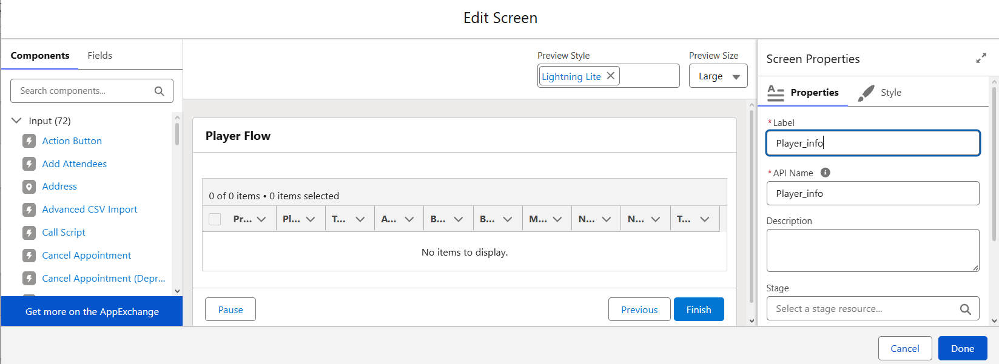 Edit Screen
Components
Fields
Search components...
Input (72)
Action Button
Add Attendees
Address
Advanced CSV Import
Call Script
Cancel Appointment
Cancel Appointment (Depr...
Get more on the AppExchange
Preview Style
Lightning Lite
Preview Size
Large
Player Flow
0 of 0 items • 0 items selected
Pr... Pl... T... A... B... B... M... N... N... T...
No items to display.
Pause
Previous
Finish
Screen Properties
Properties
Style
*Label
Player_info
*API Name
Player_info
Description
Stage
Select a stage resource...
Cancel
Done